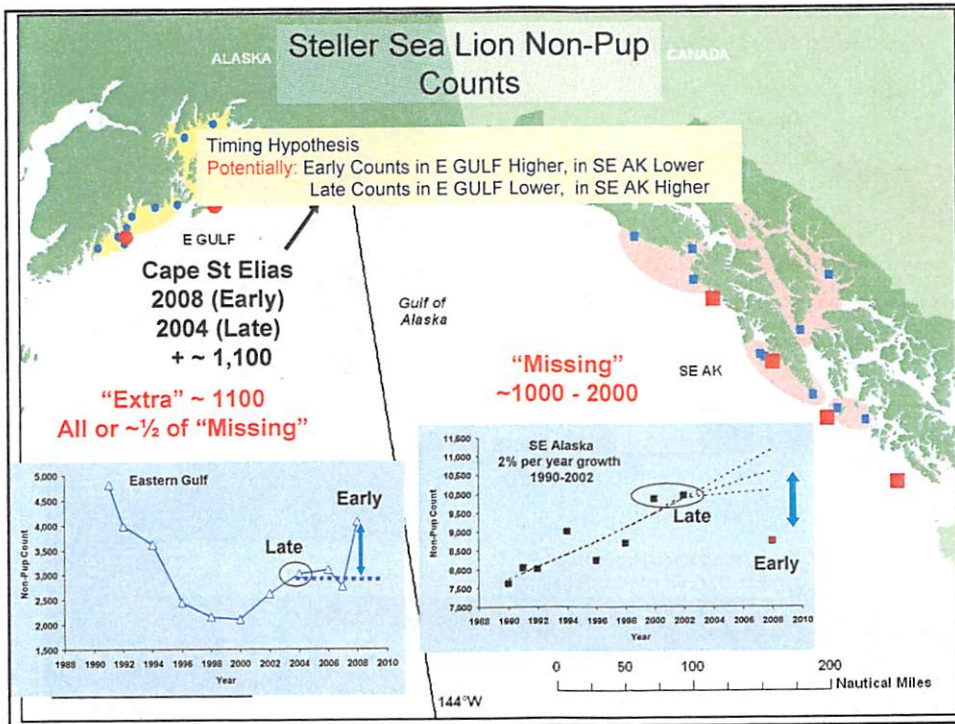 ALASKA
CANADA
Steller Sea Lion Non-Pup
Counts
Timing Hypothesis
Potentially: Early Counts in E GULF Higher, in SE AK Lower
Late Counts in E GULF Lower, in SE AK Higher
E GULF
Cape St Elias
2008 (Early)
2004 (Late)
+ ~ 1,100
Gulf of
Alaska
"Extra" ~ 1100
All or ~½ of "Missing"
"Missing"
~1000 - 2000
SE AK
Eastern Gulf
Non-Pup Count
5,000
4,500
4,000
3,500
3,000
2,500
2,000
1,500
Late
Early
1988 1990 1992 1994 1996 1998 2000 2002 2004 2006 2008 2010
Year
SE Alaska
2% per year growth
1990-2002
Non-Pup Count
11,500
11,000
10,500
10,000
9,500
9,000
8,500
8,000
7,500
7,000
Late
Early
1988 1990 1992 1994 1996 1998 2000 2002 2004 2006 2008 2010
Year
0 50 100 200
Nautical Miles
144°W